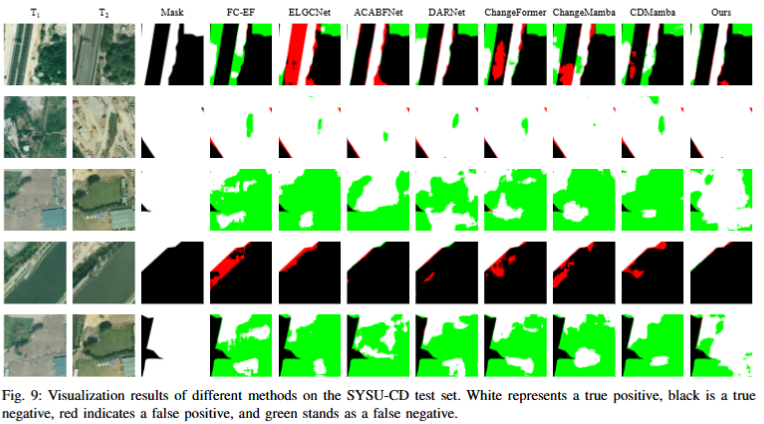 T1 T2 Mask FC-EF ELGCNet ACABFNet DARNet ChangeFormer ChangeMamba CDMamba Ours
Fig. 9: Visualization results of different methods on the SYSU-CD test set. White represents a true positive, black is a true
negative, red indicates a false positive, and green stands as a false negative.